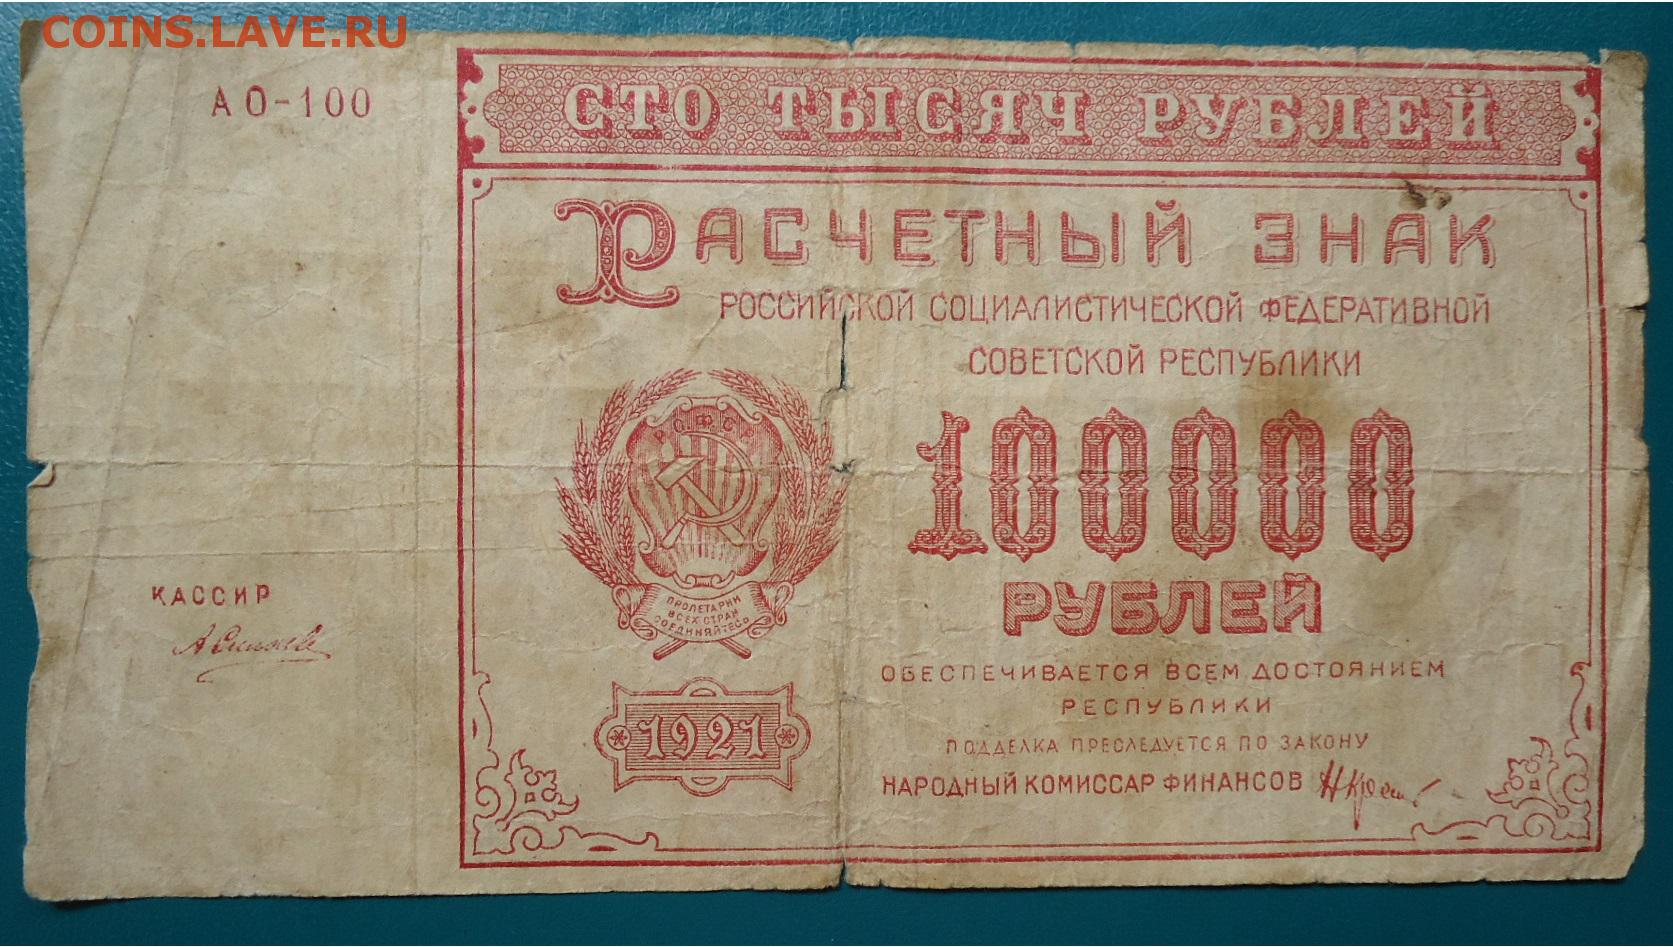 COINS.LAVE.RU
АО-100
СТО ТЫСЯЧ РУБЛЕЙ
РАСЧЕТНЫЙ ЗНАК
РОССИЙСКОЙ СОЦИАЛИСТИЧЕСКОЙ ФЕДЕРАТИВНОЙ
СОВЕТСКОЙ РЕСПУБЛИКИ
Р.С.Ф.С.Р.
100000
РУБЛЕЙ
ПРОЛЕТАРИИ
ВСЕХ СТРАН
СОЕДИНЯЙТЕСЬ
КАССИР
ОБЕСПЕЧИВАЕТСЯ ВСЕМ ДОСТОЯНИЕМ
РЕСПУБЛИКИ
1921
ПОДДЕЛКА ПРЕСЛЕДУЕТСЯ ПО ЗАКОНУ
НАРОДНЫЙ КОМИССАР ФИНАНСОВ